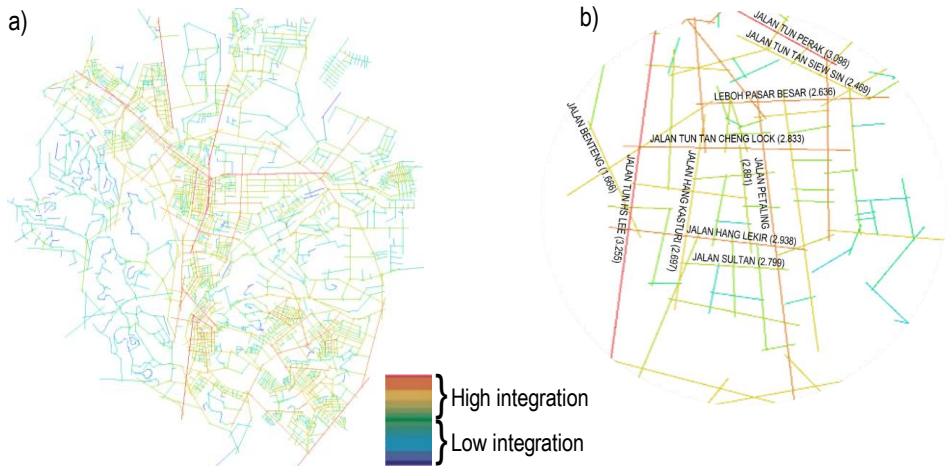 a)
b)
JALAN TUN PERAK (3.098)
JALAN TUN TAN SIEW SIN (2.469)
LEBOH PASAR BESAR (2.636)
JALAN BENTENG (1.666)
JALAN TUN TAN CHENG LOCK (2.833)
JALAN TUN HS LEE (3.255)
JALAN HANG KASTURI (2.697)
JALAN PETALING
(2.891)
JALAN HANG LEKIR (2.938)
JALAN SULTAN (2.799)
High integration
Low integration